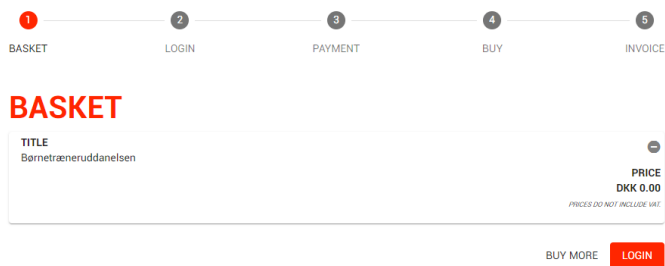 1 2 3 4 5
BASKET LOGIN PAYMENT BUY INVOICE
BASKET
TITLE
Børnetræneruddanelsen
PRICE
DKK 0.00
PRICES DO NOT INCLUDE VAT.
BUY MORE LOGIN